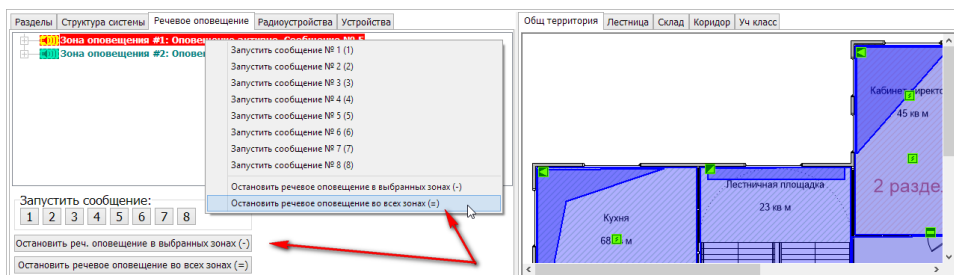 Разделы Структура системы Речевое оповещение Радиоустройства Устройства
Зона оповещения #1: Оповещение активно. Сообщение № 5
Зона оповещения #2: Опове
Запустить сообщение № 1 (1)
Запустить сообщение № 2 (2)
Запустить сообщение № 3 (3)
Запустить сообщение № 4 (4)
Запустить сообщение № 5 (5)
Запустить сообщение № 6 (6)
Запустить сообщение № 7 (7)
Запустить сообщение № 8 (8)
Остановить речевое оповещение в выбранных зонах (-)
Остановить речевое оповещение во всех зонах (=)
Запустить сообщение:
1 2 3 4 5 6 7 8
Остановить реч. оповещение в выбранных зонах (-)
Остановить речевое оповещение во всех зонах (=)
Общ территория Лестница Склад Коридор Уч класс
Кабинет директо
45 кв м
2 разде
Лестничная площадка
23 кв м
Кухня
68 м